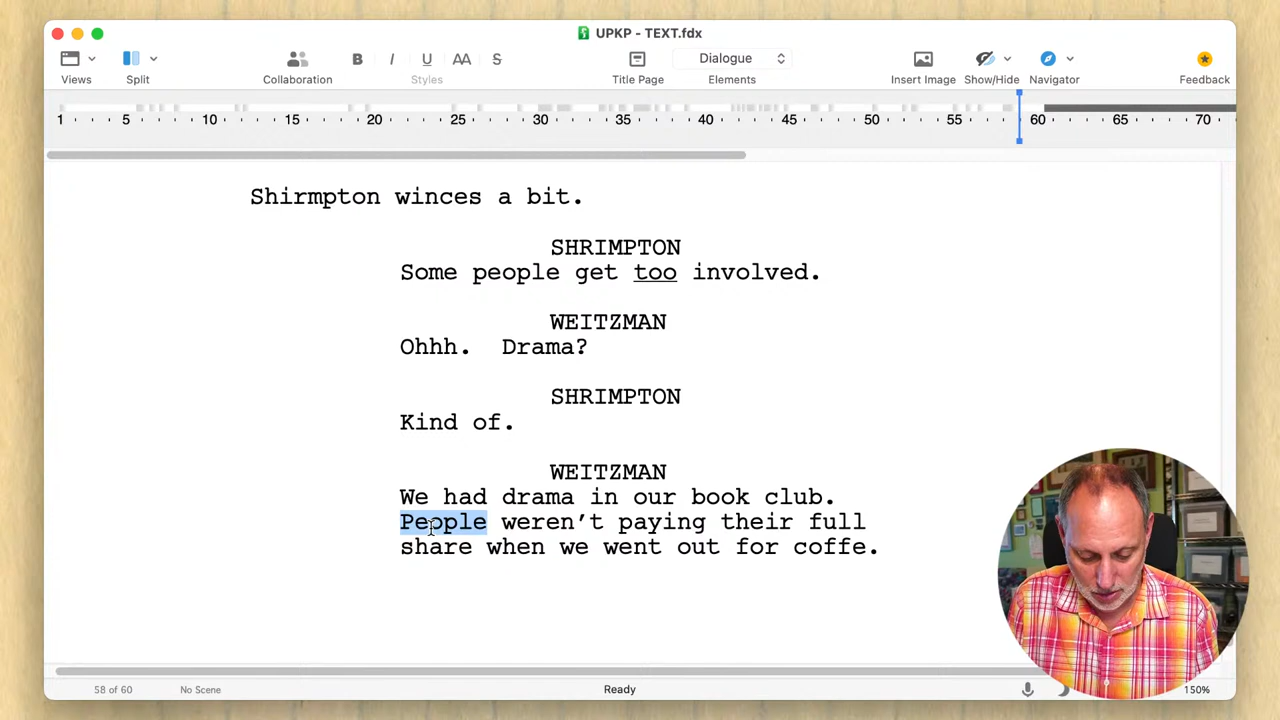 UPKP - TEXT.fdx
B I U AA S
Dialogue
Views Split Collaboration Styles Title Page Elements Insert Image Show/Hide Navigator Feedback
1 5 10 15 20 25 30 35 40 45 50 55 60 65 70
Shirmpton winces a bit.
SHRIMPTON
Some people get too involved.
WEITZMAN
Ohhh. Drama?
SHRIMPTON
Kind of.
WEITZMAN
We had drama in our book club.
People weren't paying their full
share when we went out for coffe.
58 of 60 No Scene Ready 150%